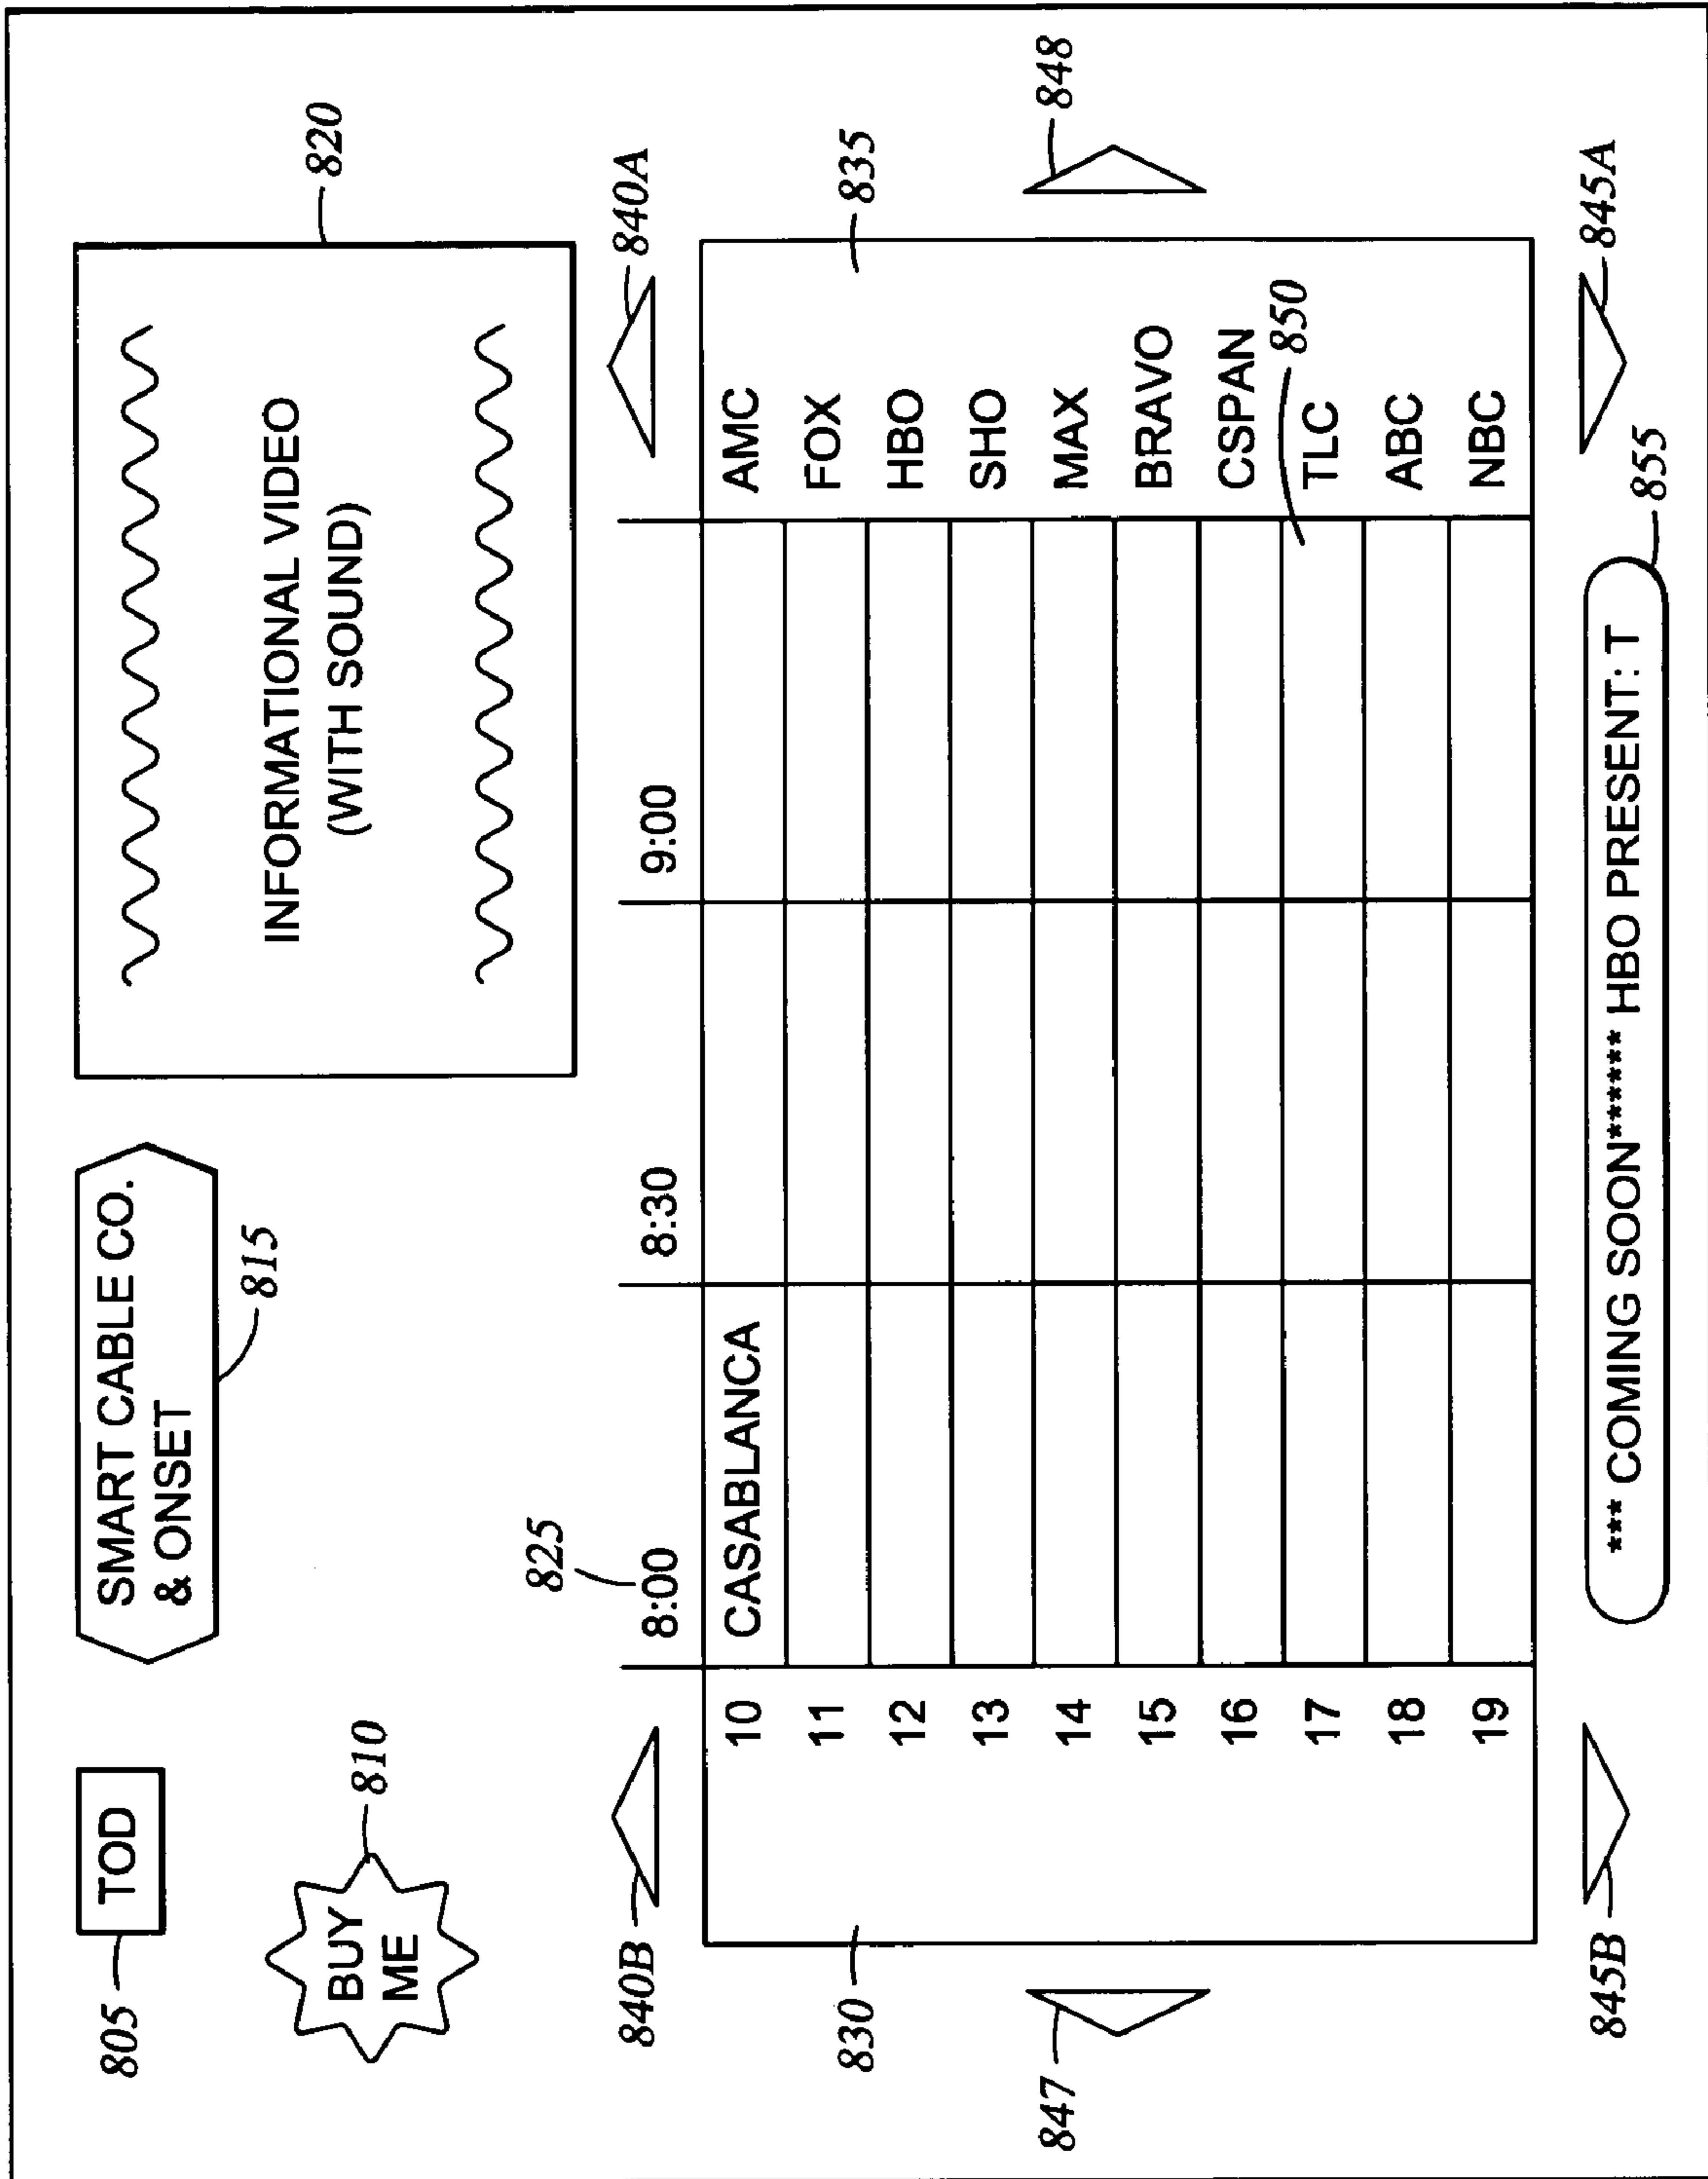 805
TOD
SMART CABLE CO.
& ONSET
815
INFORMATIONAL VIDEO
(WITH SOUND)
820
BUY
ME
810
825
840B
8:00
8:30
9:00
840A
10 CASABLANCA AMC
11 FOX
12 HBO
13 SHO
14 MAX
15 BRAVO
16 CSPAN
17 TLC
18 ABC
19 NBC
830
835
847
848
850
845B
*** COMING SOON****** HBO PRESENT: T
855
845A